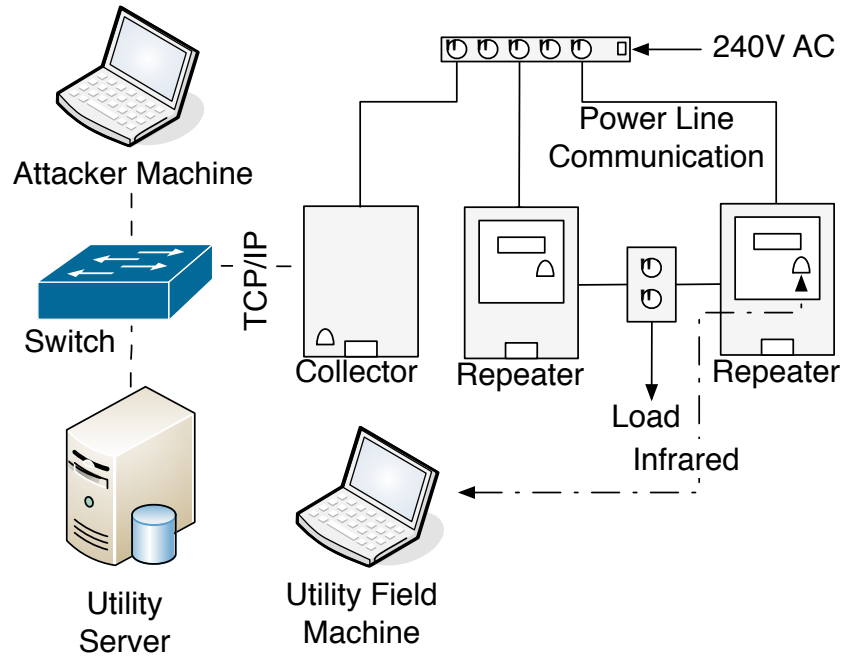 240V AC
Power Line
Communication
Attacker Machine
TCP/IP
Switch
Collector
Repeater
Repeater
Load
Infrared
Utility
Server
Utility Field
Machine